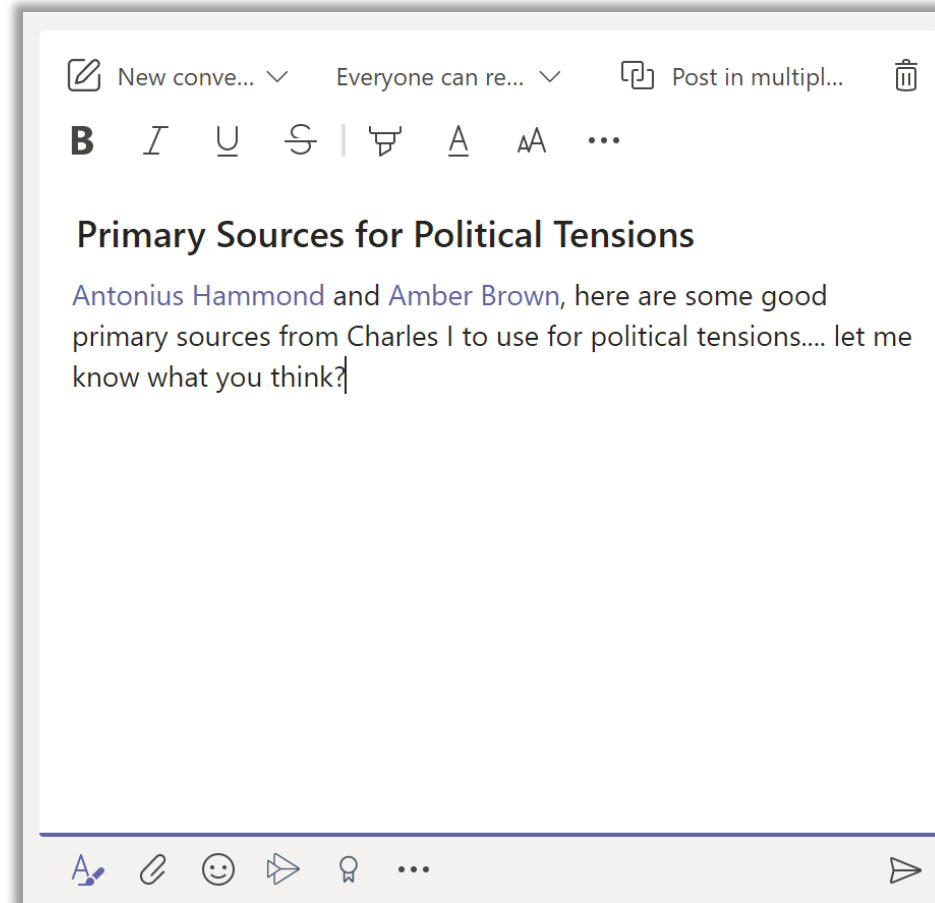 New conve... Everyone can re... Post in multipl...
B I U S A AA
Primary Sources for Political Tensions
Antonius Hammond and Amber Brown, here are some good
primary sources from Charles I to use for political tensions.... let me
know what you think?